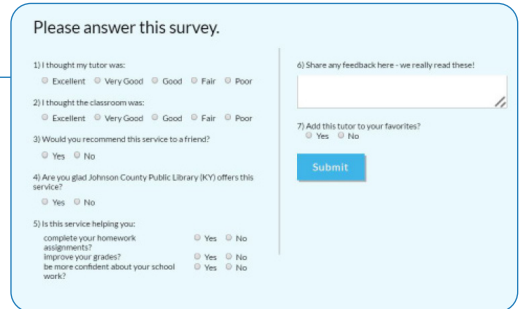 Please answer this survey.
1) I thought my tutor was:
Excellent Very Good Good Fair Poor
2) I thought the classroom was:
Excellent Very Good Good Fair Poor
3) Would you recommend this service to a friend?
Yes No
4) Are you glad Johnson County Public Library (KY) offers this
service?
Yes No
5) Is this service helping you:
complete your homework
assignments? Yes No
improve your grades? Yes No
be more confident about your school Yes No
work?
6) Share any feedback here - we really read these!
7) Add this tutor to your favorites?
Yes No
Submit